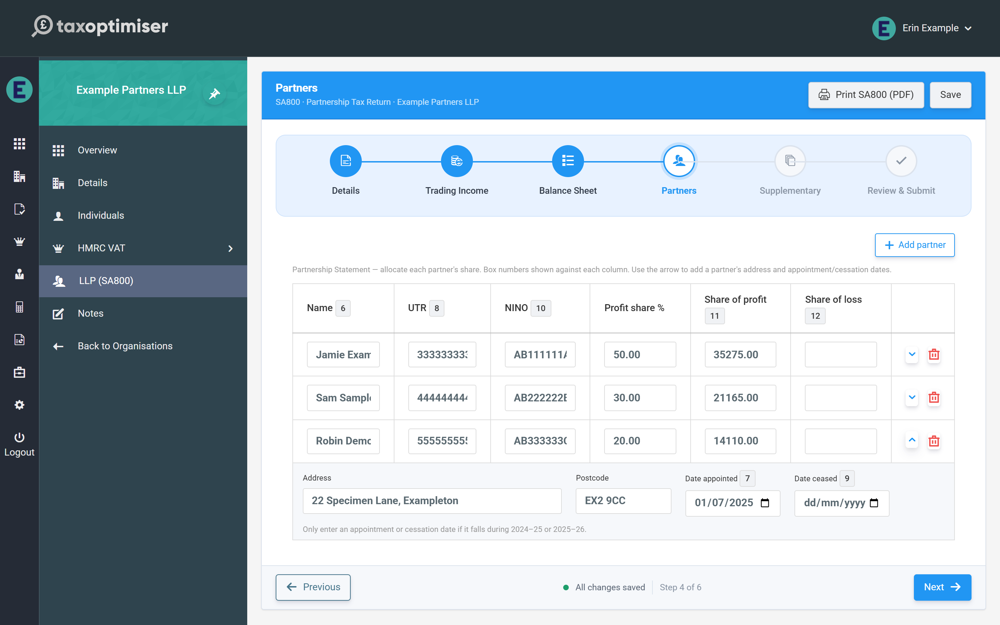 taxoptimiser
E
Erin Example
E
Example Partners LLP
Overview
Details
Individuals
HMRC VAT
LLP (SA800)
Notes
Back to Organisations
Logout
Partners
SA800 · Partnership Tax Return · Example Partners LLP
Print SA800 (PDF)
Save
Details
Trading Income
Balance Sheet
Partners
Supplementary
Review & Submit
Add partner
Partnership Statement — allocate each partner's share. Box numbers shown against each column. Use the arrow to add a partner's address and appointment/cessation dates.
Name 6
UTR 8
NINO 10
Profit share %
Share of profit
11
Share of loss
12
Jamie Exam
333333333
AB111111A
50.00
35275.00
Sam Sample
444444444
AB222222B
30.00
21165.00
Robin Demo
555555555
AB333333C
20.00
14110.00
Address
Postcode
Date appointed 7
Date ceased 9
22 Specimen Lane, Exampleton
EX2 9CC
01/07/2025
dd/mm/yyyy
Only enter an appointment or cessation date if it falls during 2024–25 or 2025–26.
Previous
All changes saved
Step 4 of 6
Next